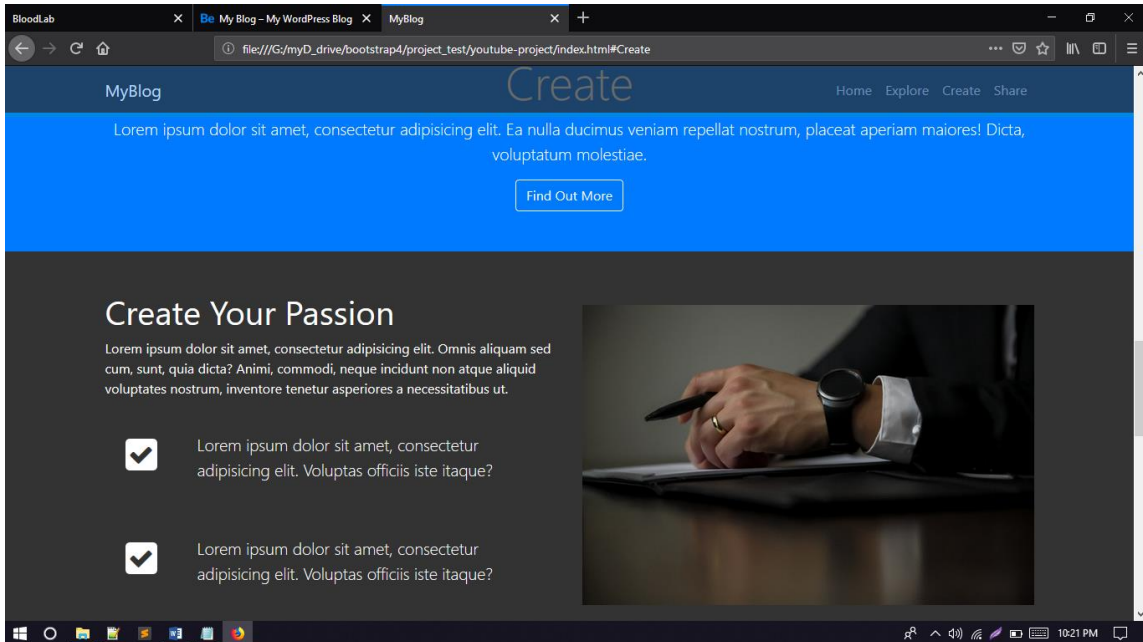 BloodLab
Be My Blog – My WordPress Blog
MyBlog
file:///G:/myD_drive/bootstrap4/project_test/youtube-project/index.html#Create
MyBlog
Create
Home Explore Create Share
Lorem ipsum dolor sit amet, consectetur adipisicing elit. Ea nulla ducimus veniam repellat nostrum, placeat aperiam maiores! Dicta,
voluptatum molestiae.
Find Out More
Create Your Passion
Lorem ipsum dolor sit amet, consectetur adipisicing elit. Omnis aliquam sed
cum, sunt, quia dicta? Animi, commodi, neque incidunt non atque aliquid
voluptates nostrum, inventore tenetur asperiores a necessitatibus ut.
Lorem ipsum dolor sit amet, consectetur
adipisicing elit. Voluptas officiis iste itaque?
Lorem ipsum dolor sit amet, consectetur
adipisicing elit. Voluptas officiis iste itaque?
10:21 PM